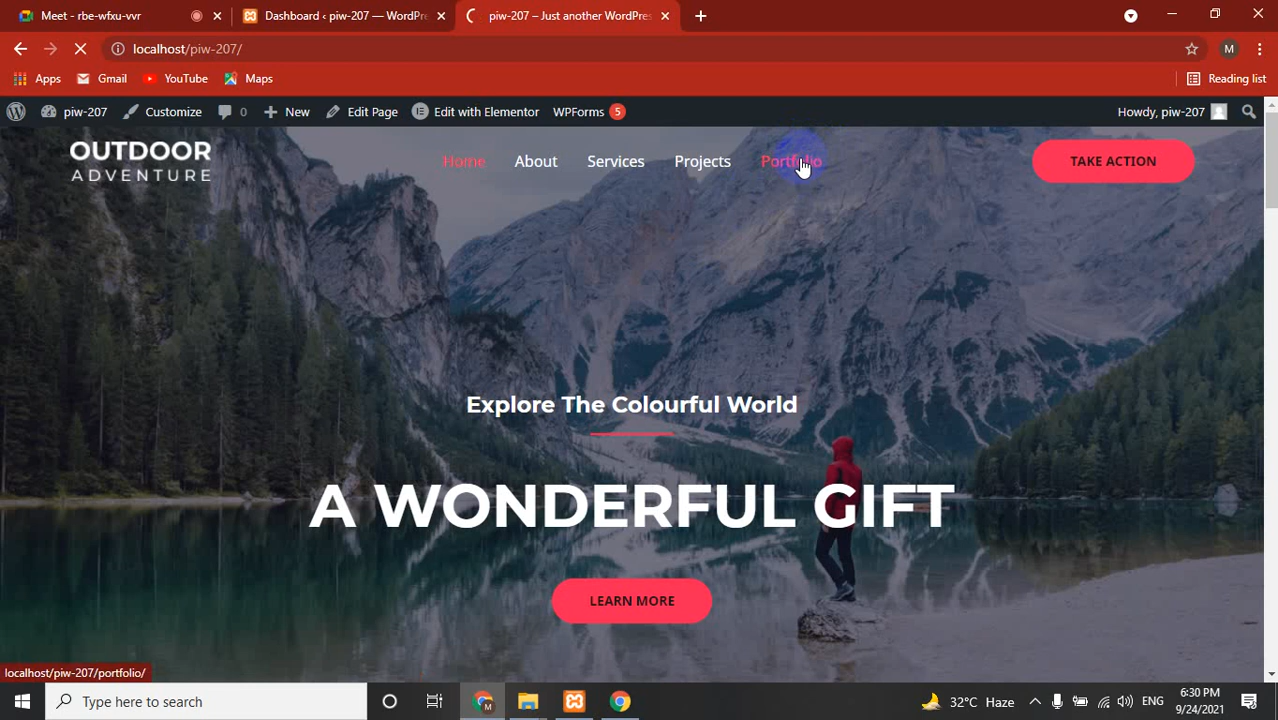 Meet - rbe-wfxu-vvr
Dashboard ‹ piw-207 — WordPre
piw-207 – Just another WordPres
localhost/piw-207/
M
Apps
Gmail
YouTube
Maps
Reading list
piw-207
Customize
0
New
Edit Page
Edit with Elementor
WPForms 5
Howdy, piw-207
OUTDOOR
ADVENTURE
Home
About
Services
Projects
Portfolio
TAKE ACTION
Explore The Colourful World
A WONDERFUL GIFT
LEARN MORE
localhost/piw-207/portfolio/
Type here to search
M
32°C Haze
ENG
6:30 PM
9/24/2021